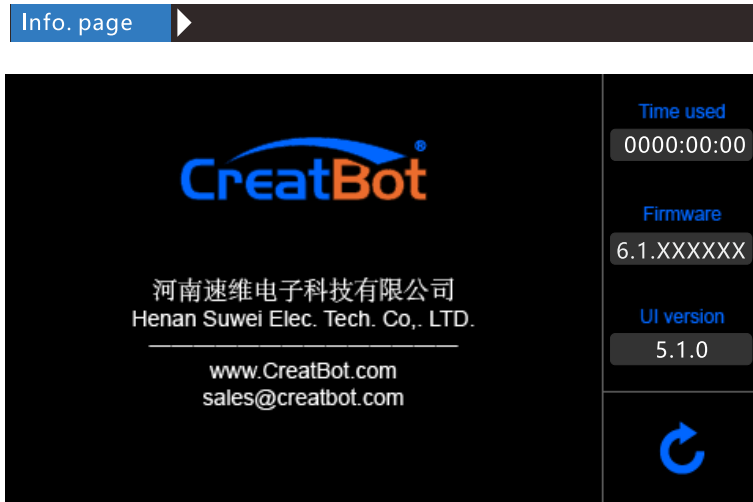 Info. page
CreatBot®
河南速维电子科技有限公司
Henan Suwei Elec. Tech. Co,. LTD.
www.CreatBot.com
sales@creatbot.com
Time used
0000:00:00
Firmware
6.1.XXXXXX
UI version
5.1.0